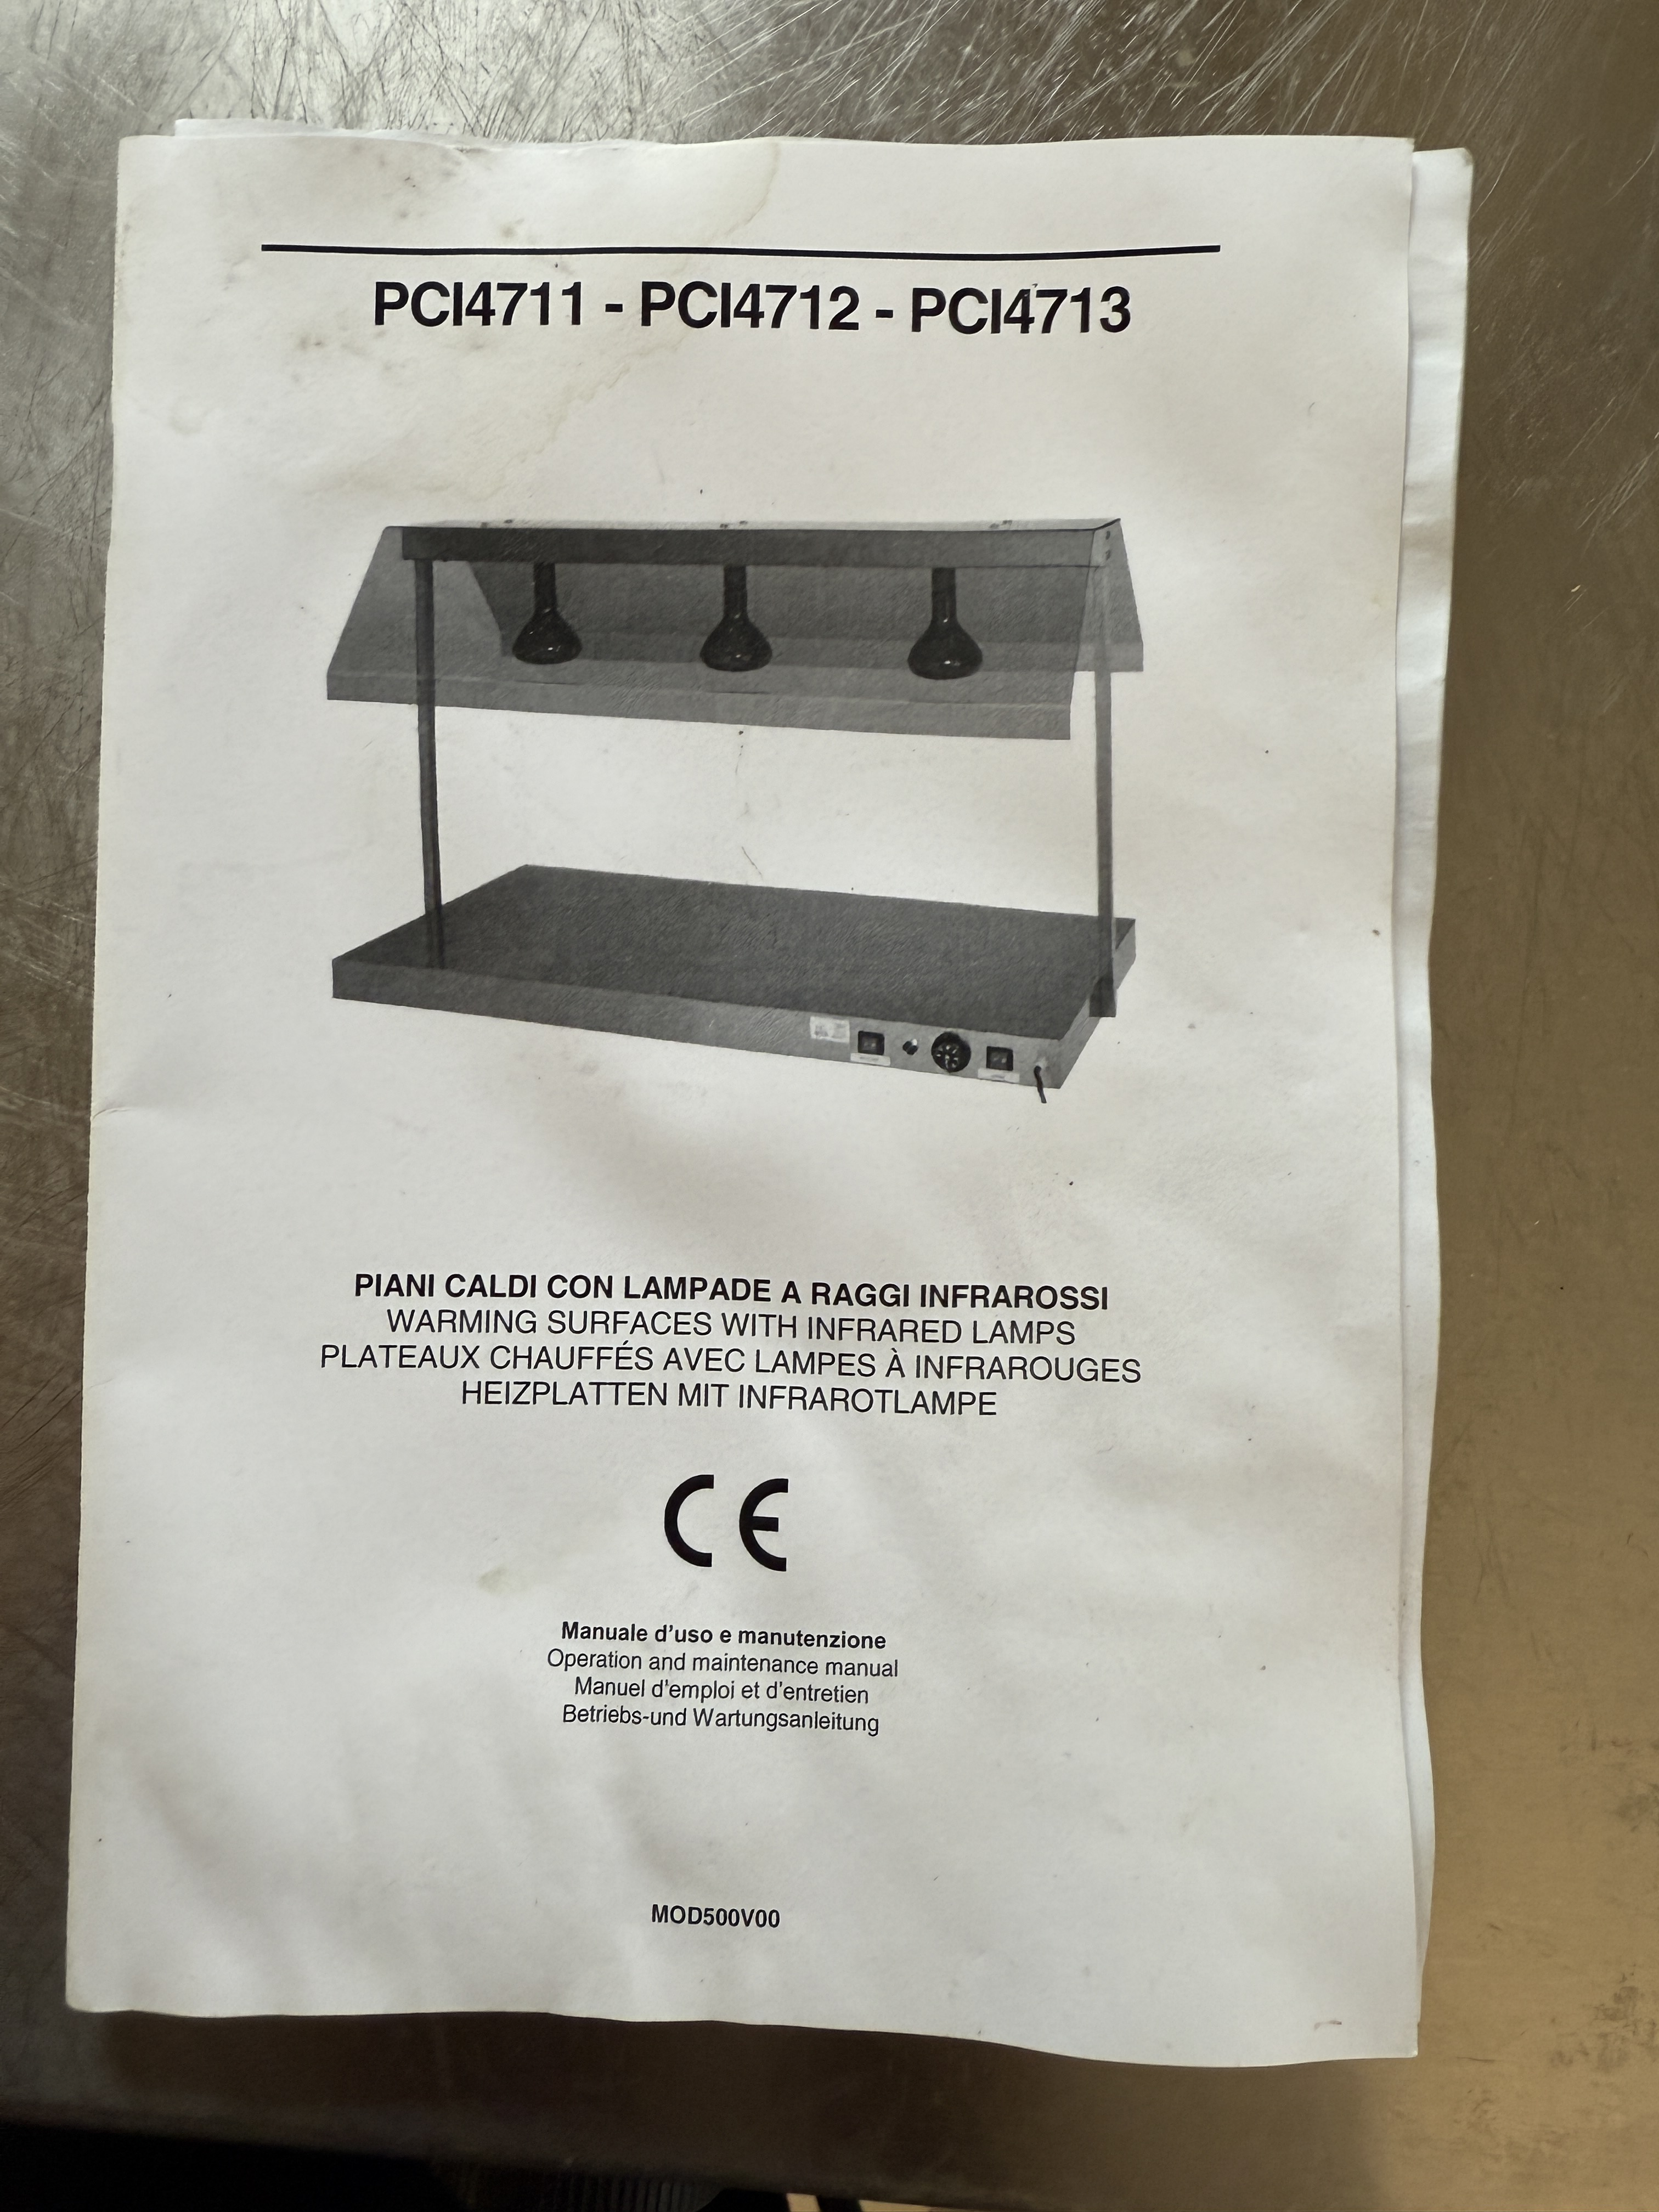 PCI4711 - PCI4712 - PCI4713
PIANI CALDI CON LAMPADE A RAGGI INFRAROSSI
WARMING SURFACES WITH INFRARED LAMPS
PLATEAUX CHAUFFÉS AVEC LAMPES À INFRAROUGES
HEIZPLATTEN MIT INFRAROTLAMPE
CE
Manuale d'uso e manutenzione
Operation and maintenance manual
Manuel d'emploi et d'entretien
Betriebs-und Wartungsanleitung
MOD500V00